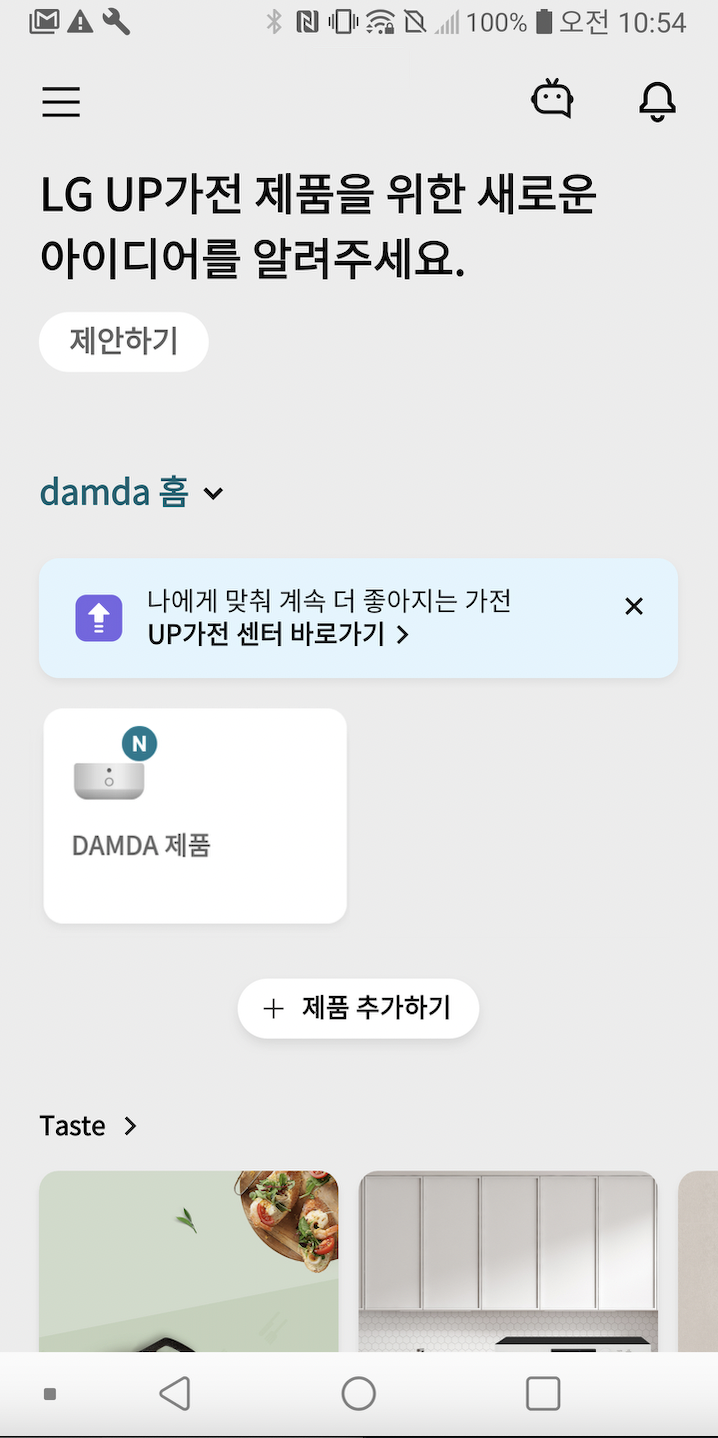 100% 오전 10:54
LG UP가전 제품을 위한 새로운
아이디어를 알려주세요.
제안하기
damda 홈
나에게 맞춰 계속 더 좋아지는 가전
UP가전 센터 바로가기
N
DAMDA 제품
제품 추가하기
Taste